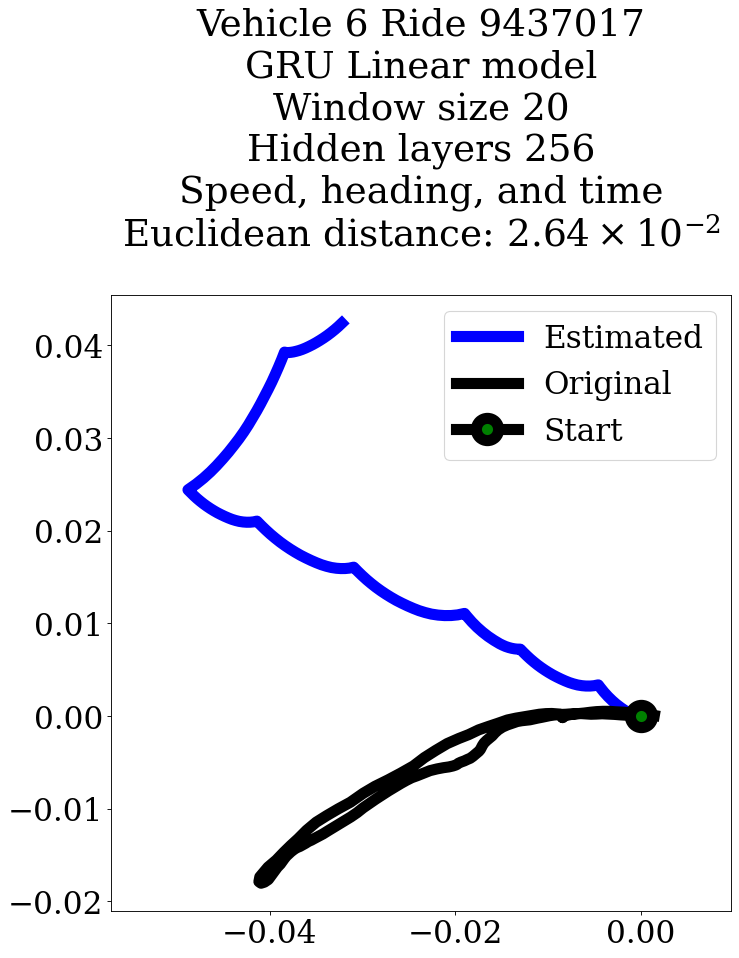 Vehicle 6 Ride 9437017
GRU Linear model
Window size 20
Hidden layers 256
Speed, heading, and time
Euclidean distance: 2.64 × 10⁻²
Estimated
Original
Start
0.04
0.03
0.02
0.01
0.00
−0.01
−0.02
−0.04
−0.02
0.00